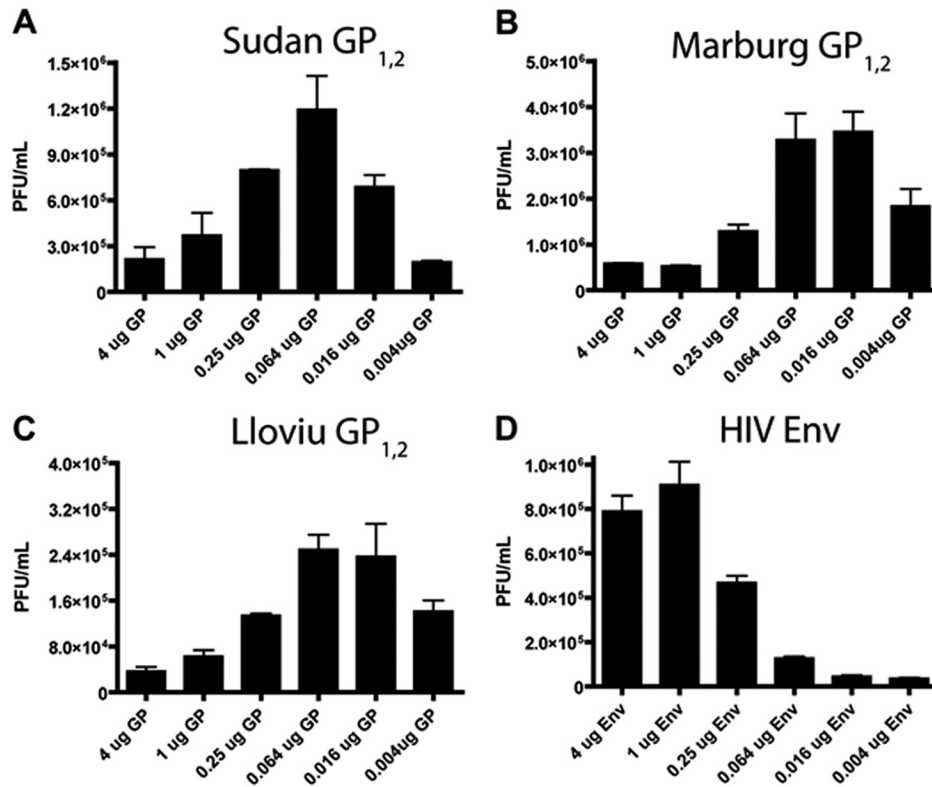 A
Sudan GP1,2
PFU/mL
1.5×10⁶
1.2×10⁶
9.0×10⁵
6.0×10⁵
3.0×10⁵
0
4 ug GP
1 ug GP
0.25 ug GP
0.064 ug GP
0.016 ug GP
0.004ug GP
B
Marburg GP1,2
PFU/mL
5.0×10⁶
4.0×10⁶
3.0×10⁶
2.0×10⁶
1.0×10⁶
0
4 ug GP
1 ug GP
0.25 ug GP
0.064 ug GP
0.016 ug GP
0.004ug GP
C
Lloviu GP1,2
PFU/mL
4.0×10⁵
3.2×10⁵
2.4×10⁵
1.6×10⁵
8.0×10⁴
0
4 ug GP
1 ug GP
0.25 ug GP
0.064 ug GP
0.016 ug GP
0.004ug GP
D
HIV Env
PFU/mL
1.0×10⁶
8.0×10⁵
6.0×10⁵
4.0×10⁵
2.0×10⁵
0
4 ug Env
1 ug Env
0.25 ug Env
0.064 ug Env
0.016 ug Env
0.004 ug Env